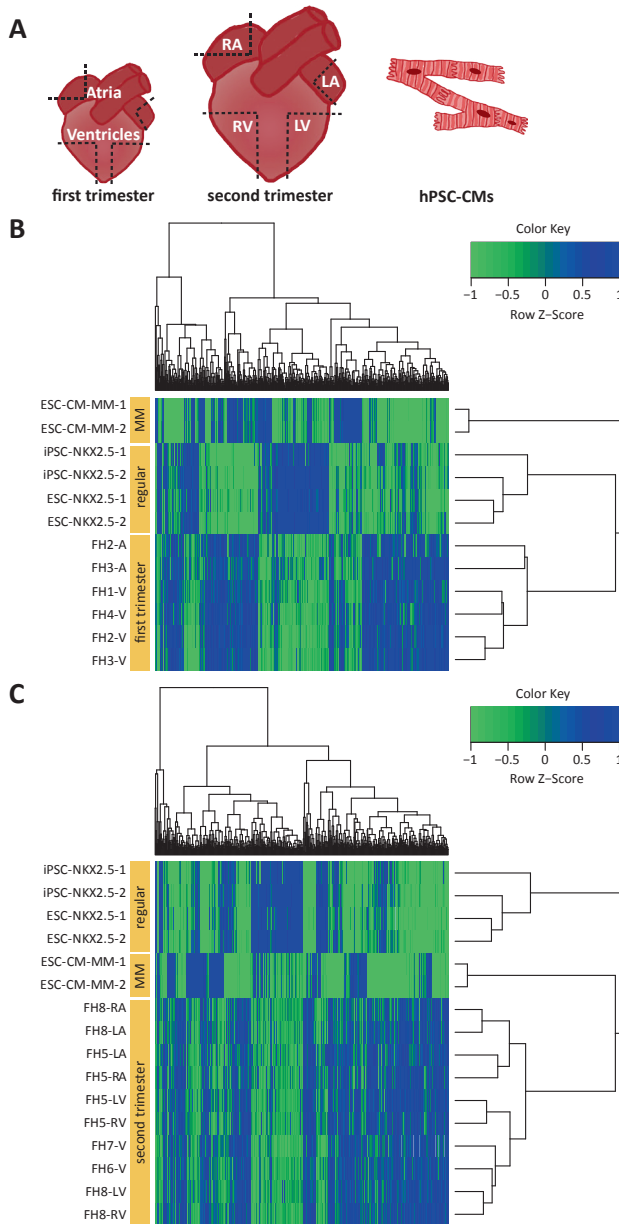 A
RA
LA
Atria
RV LV
Ventricles
first trimester
second trimester
hPSC-CMs
B
Color Key
−1 −0.5 0 0.5 1
Row Z−Score
ESC-CM-MM-1
ESC-CM-MM-2
MM
iPSC-NKX2.5-1
iPSC-NKX2.5-2
ESC-NKX2.5-1
ESC-NKX2.5-2
regular
FH2-A
FH3-A
FH1-V
FH4-V
FH2-V
FH3-V
first trimester
C
Color Key
−1 −0.5 0 0.5 1
Row Z−Score
iPSC-NKX2.5-1
iPSC-NKX2.5-2
ESC-NKX2.5-1
ESC-NKX2.5-2
regular
ESC-CM-MM-1
ESC-CM-MM-2
MM
FH8-RA
FH8-LA
FH5-LA
FH5-RA
FH5-LV
FH5-RV
FH7-V
FH6-V
FH8-LV
FH8-RV
second trimester